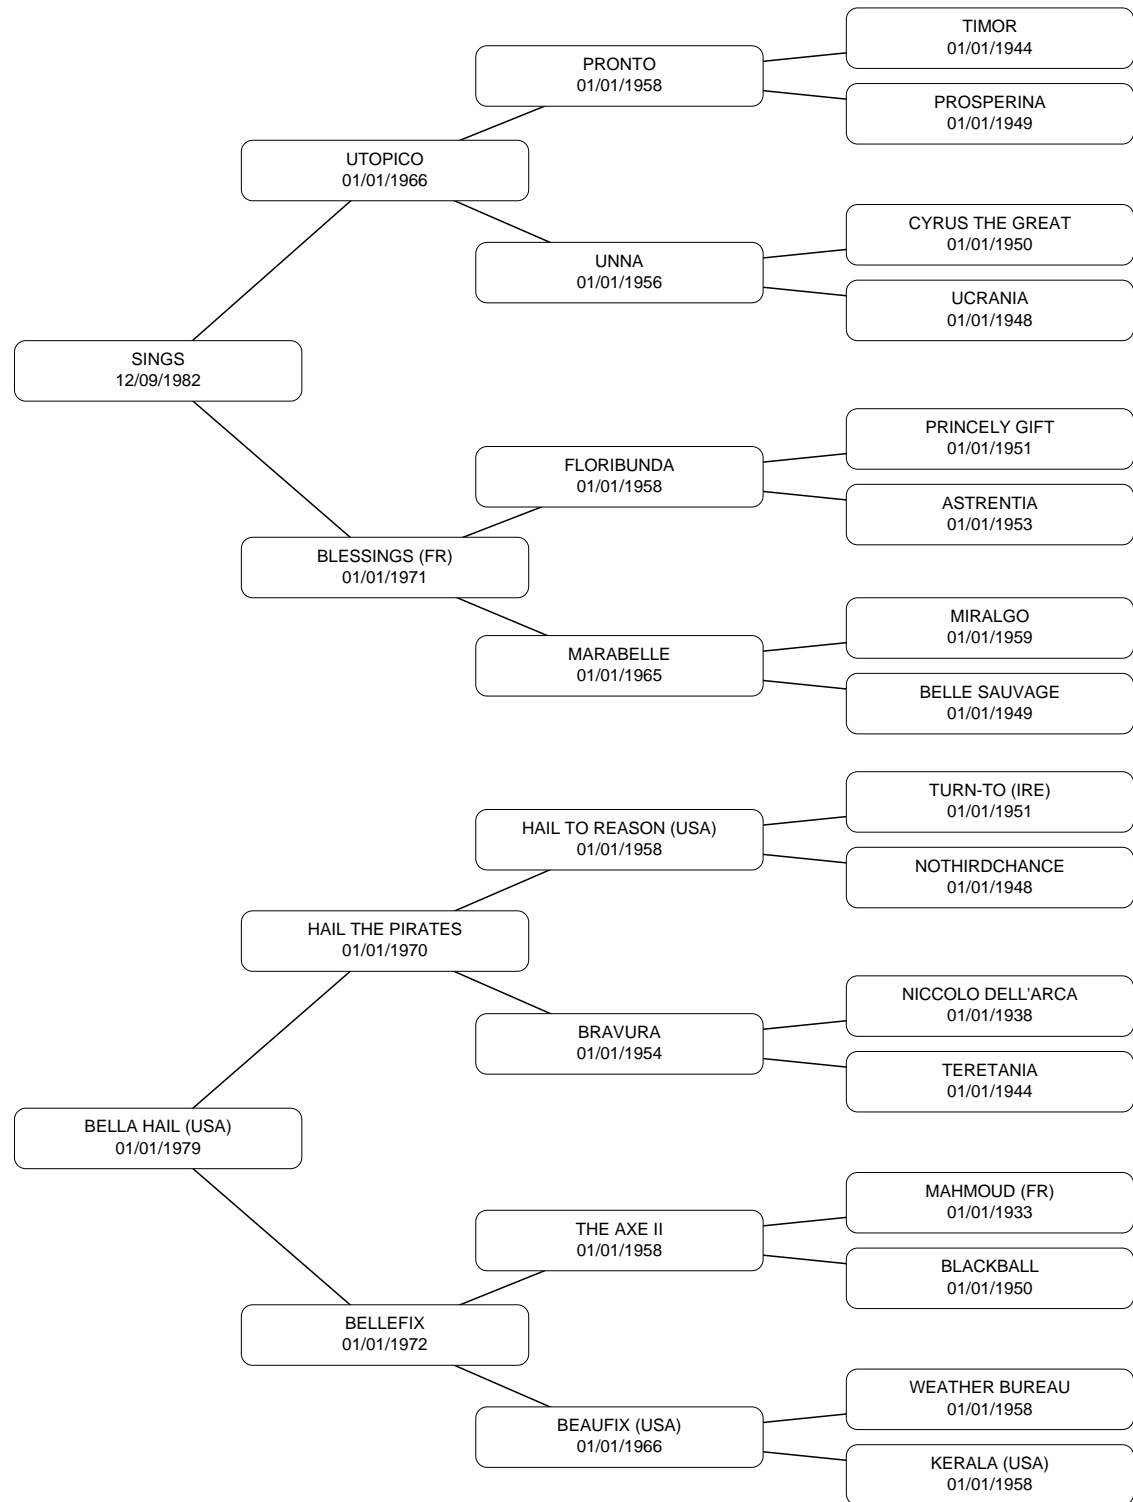 TIMOR
01/01/1944
PRONTO
01/01/1958
PROSPERINA
01/01/1949
UTOPICO
01/01/1966
CYRUS THE GREAT
01/01/1950
UNNA
01/01/1956
UCRANIA
01/01/1948
SINGS
12/09/1982
PRINCELY GIFT
01/01/1951
FLORIBUNDA
01/01/1958
ASTRENTIA
01/01/1953
BLESSINGS (FR)
01/01/1971
MIRALGO
01/01/1959
MARABELLE
01/01/1965
BELLE SAUVAGE
01/01/1949
TURN-TO (IRE)
01/01/1951
HAIL TO REASON (USA)
01/01/1958
NOTHIRDCHANCE
01/01/1948
HAIL THE PIRATES
01/01/1970
NICCOLO DELL'ARCA
01/01/1938
BRAVURA
01/01/1954
TERETANIA
01/01/1944
BELLA HAIL (USA)
01/01/1979
MAHMOUD (FR)
01/01/1933
THE AXE II
01/01/1958
BLACKBALL
01/01/1950
BELLEFIX
01/01/1972
WEATHER BUREAU
01/01/1958
BEAUFIX (USA)
01/01/1966
KERALA (USA)
01/01/1958